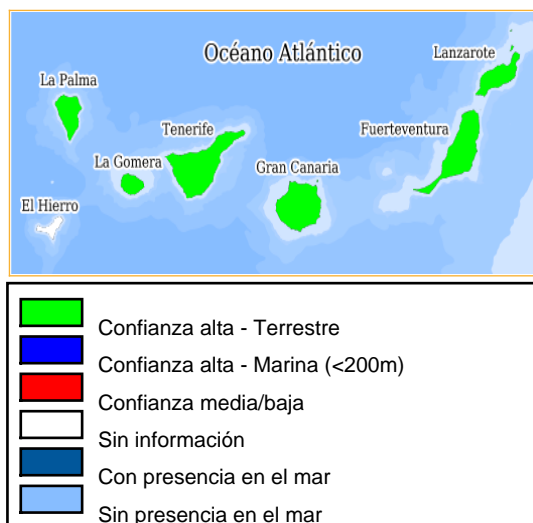 Océano Atlántico
Lanzarote
La Palma
Tenerife
Fuerteventura
La Gomera
Gran Canaria
El Hierro
Confianza alta - Terrestre
Confianza alta - Marina (<200m)
Confianza media/baja
Sin información
Con presencia en el mar
Sin presencia en el mar